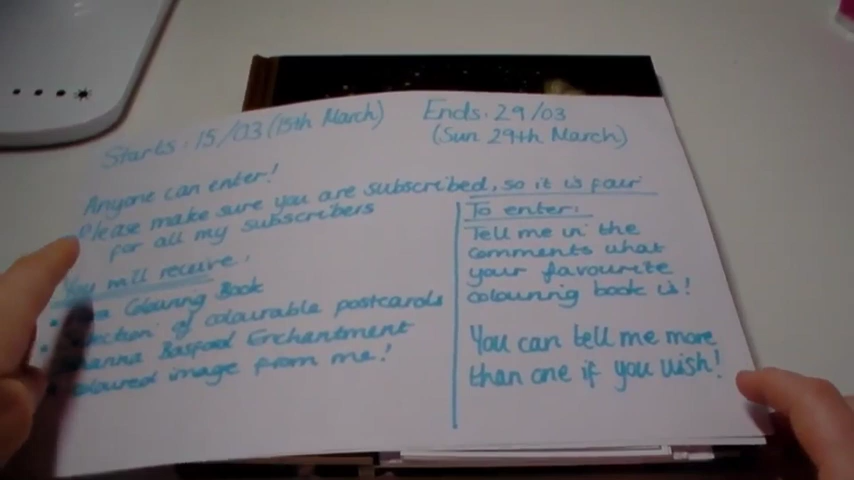 Starts: 15/03 (15th March)
Ends: 29/03
(Sun 29th March)
Anyone can enter!
Please make sure you are subscribed, so it is fair
for all my subscribers
You will receive:
Colouring Book
of colourable postcards
Basford Enchantment
image from me!
To enter:
Tell me in the
comments what
your favourite
colouring book is!
You can tell me more
than one if you wish!